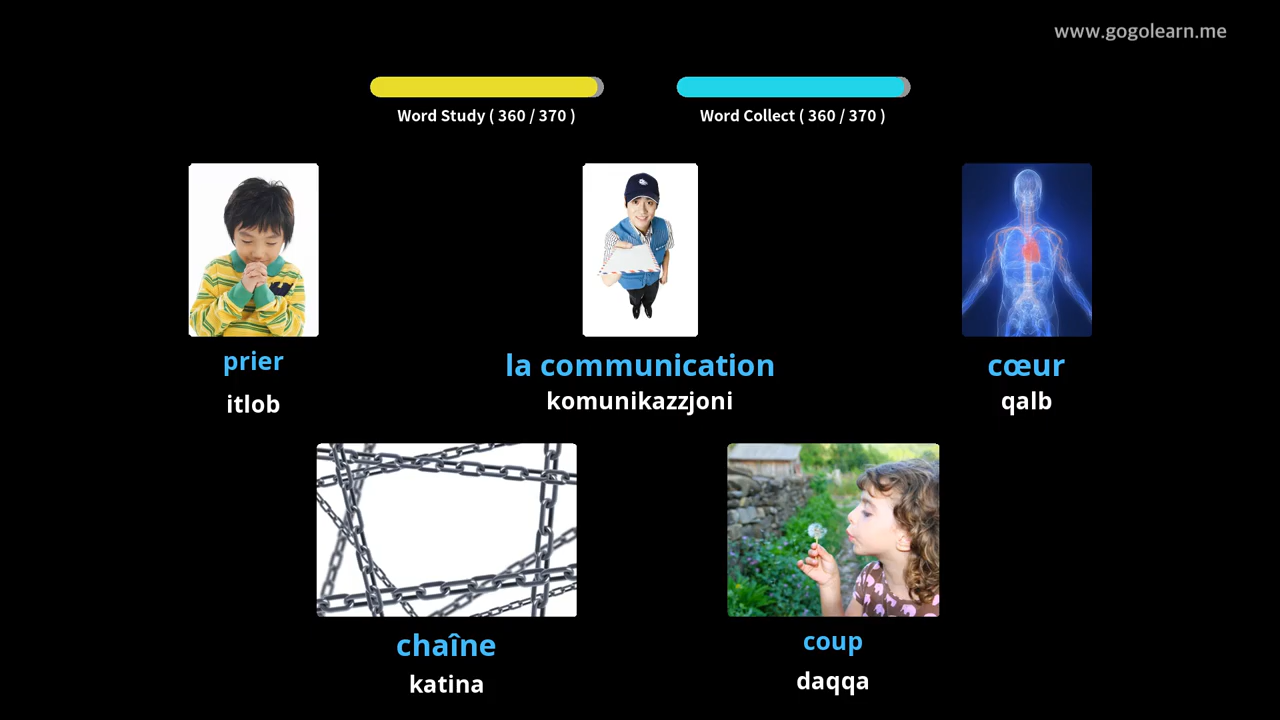 www.gogolearn.me
Word Study ( 360 / 370 )
Word Collect ( 360 / 370 )
prier
itlob
la communication
komunikazzjoni
cœur
qalb
chaîne
katina
coup
daqqa